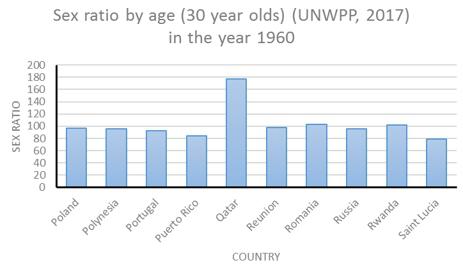 Sex ratio by age (30 year olds) (UNWPP, 2017)
in the year 1960
SEX RATIO
200
180
160
140
120
100
80
60
40
20
0
Poland
Polynesia
Portugal
Puerto Rico
Qatar
Reunion
Romania
Russia
Rwanda
Saint Lucia
COUNTRY